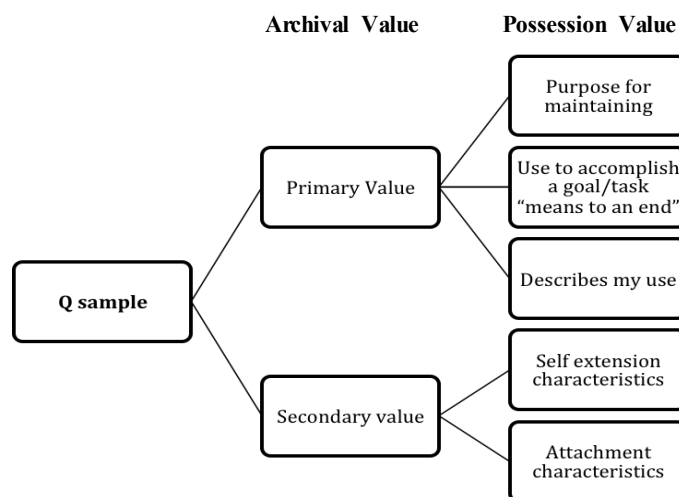 Archival Value
Possession Value
Purpose for
maintaining
Use to accomplish
a goal/task
“means to an end”
Primary Value
Describes my use
Q sample
Self extension
characteristics
Secondary value
Attachment
characteristics